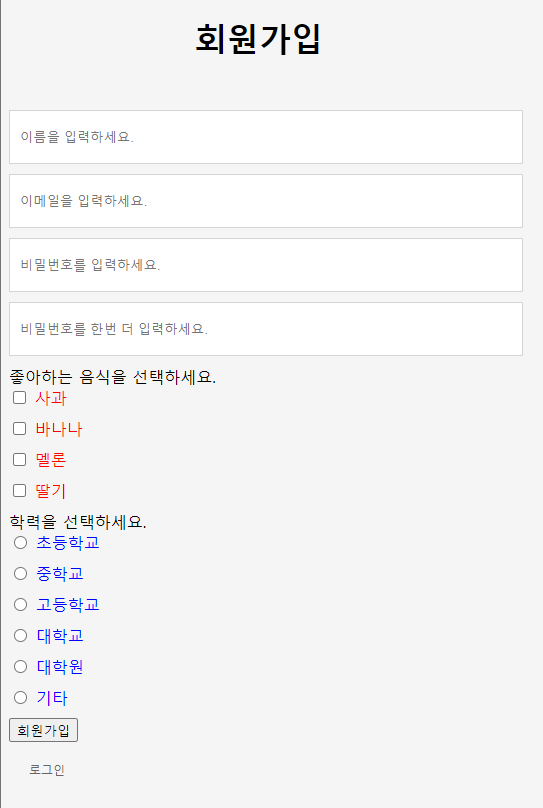 회원가입
이름을 입력하세요.
이메일을 입력하세요.
비밀번호를 입력하세요.
비밀번호를 한번 더 입력하세요.
좋아하는 음식을 선택하세요.
사과
바나나
멜론
딸기
학력을 선택하세요.
초등학교
중학교
고등학교
대학교
대학원
기타
회원가입
로그인